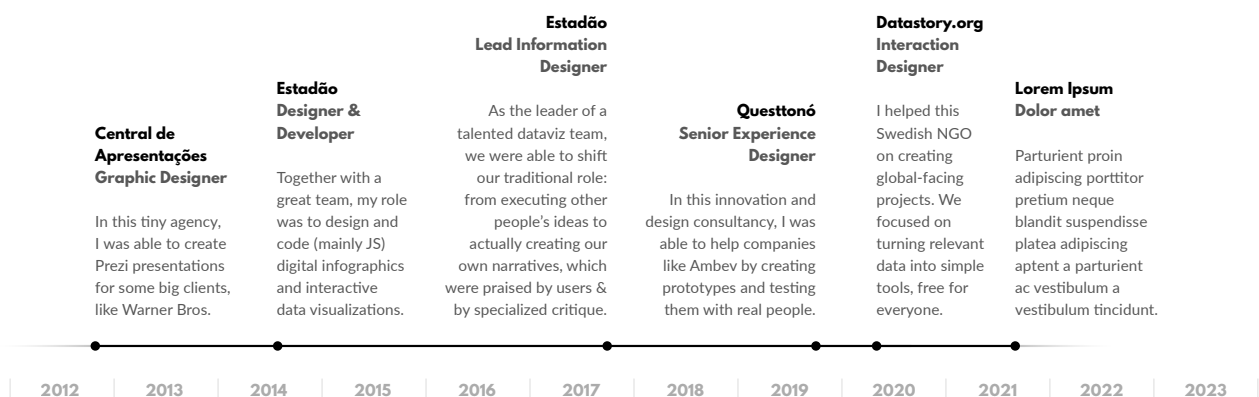 Central de
Apresentações
Graphic Designer
In this tiny agency,
I was able to create
Prezi presentations
for some big clients,
like Warner Bros.
Estadão
Designer &
Developer
Together with a
great team, my role
was to design and
code (mainly JS)
digital infographics
and interactive
data visualizations.
Estadão
Lead Information
Designer
As the leader of a
talented dataviz team,
we were able to shift
our traditional role:
from executing other
people's ideas to
actually creating our
own narratives, which
were praised by users &
by specialized critique.
Questtonó
Senior Experience
Designer
In this innovation and
design consultancy, I was
able to help companies
like Ambev by creating
prototypes and testing
them with real people.
Datastory.org
Interaction
Designer
I helped this
Swedish NGO
on creating
global-facing
projects. We
focused on
turning relevant
data into simple
tools, free for
everyone.
Lorem Ipsum
Dolor amet
Parturient proin
adipiscing porttitor
pretium neque
blandit suspendisse
platea adipiscing
aptent a parturient
ac vestibulum a
vestibulum tincidunt.
2012 2013 2014 2015 2016 2017 2018 2019 2020 2021 2022 2023